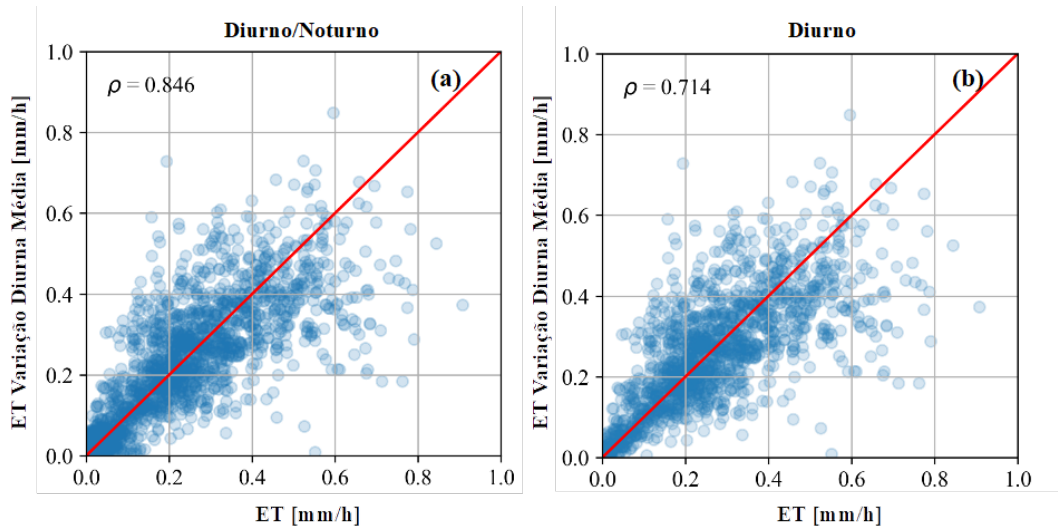 Diurno/Noturno
(a)
ρ = 0.846
ET Variação Diurna Média [mm/h]
1.0
0.8
0.6
0.4
0.2
0.0
0.0 0.2 0.4 0.6 0.8 1.0
ET [mm/h]
Diurno
(b)
ρ = 0.714
ET Variação Diurna Média [mm/h]
1.0
0.8
0.6
0.4
0.2
0.0
0.0 0.2 0.4 0.6 0.8 1.0
ET [mm/h]